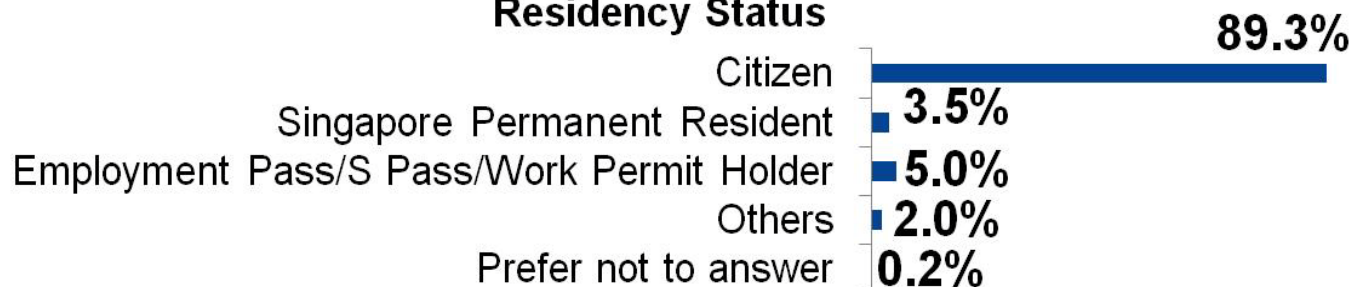 Residency Status
89.3%
Citizen
Singapore Permanent Resident 3.5%
Employment Pass/S Pass/Work Permit Holder 5.0%
Others 2.0%
Prefer not to answer 0.2%